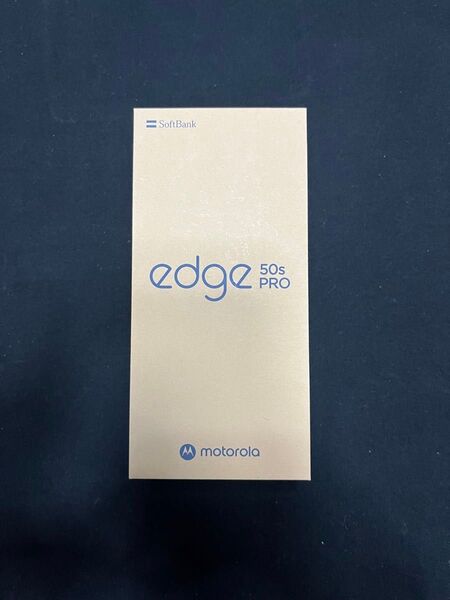 SoftBank
edge 50s
PRO
motorola